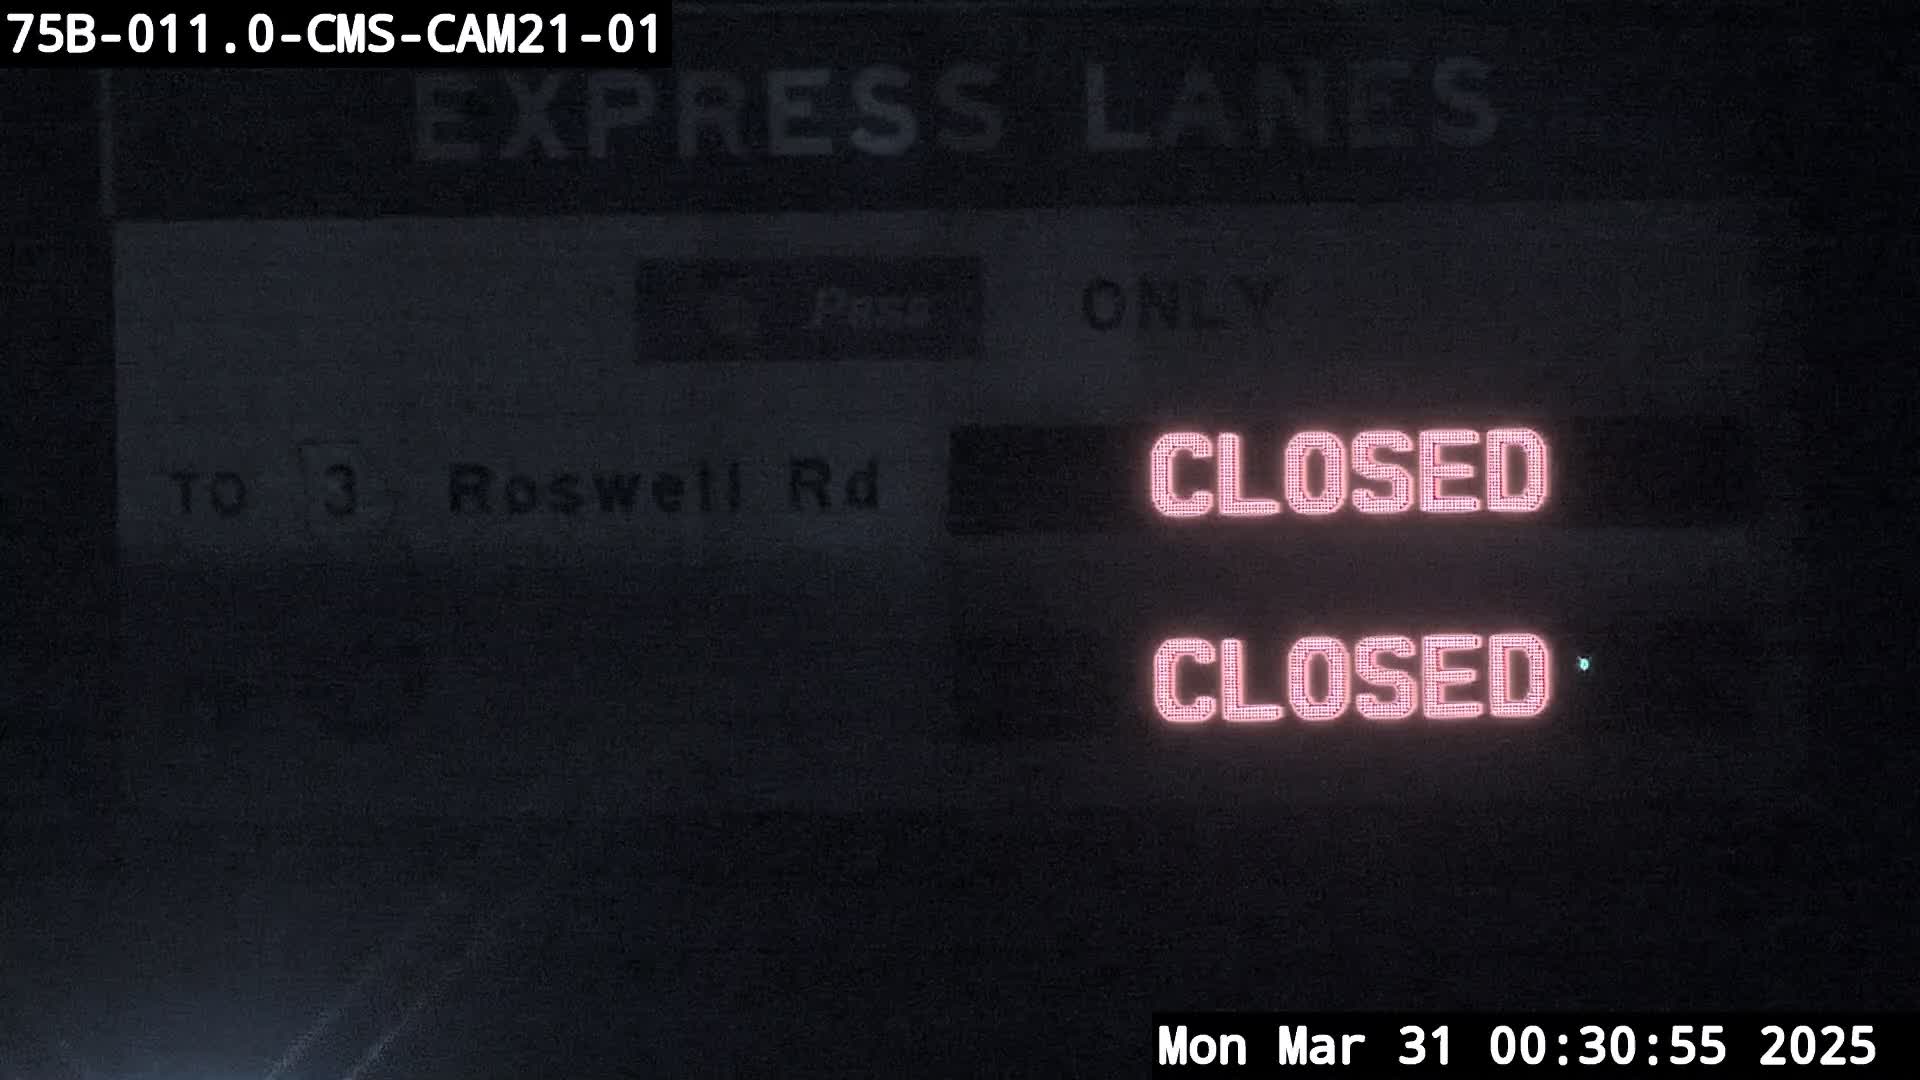 75B-011.0-CMS-CAM21-01
EXPRESS LANES
Pass ONLY
TO 3 Roswell Rd CLOSED
CLOSED
Mon Mar 31 00:30:55 2025